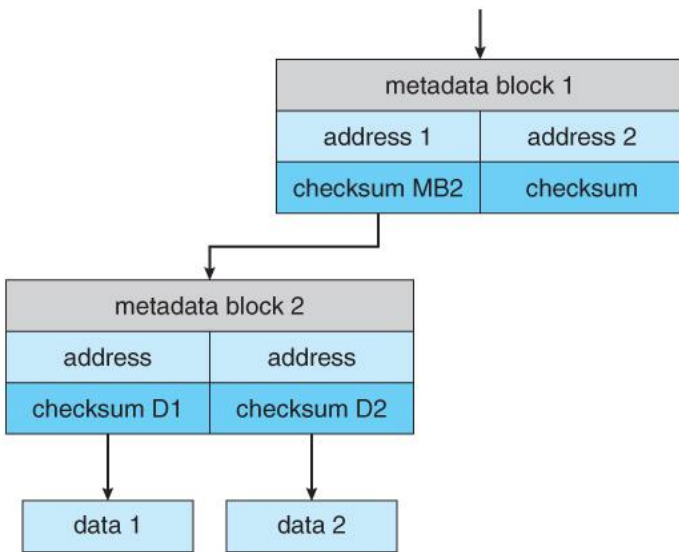 metadata block 1
address 1 address 2
checksum MB2 checksum
metadata block 2
address address
checksum D1 checksum D2
data 1 data 2